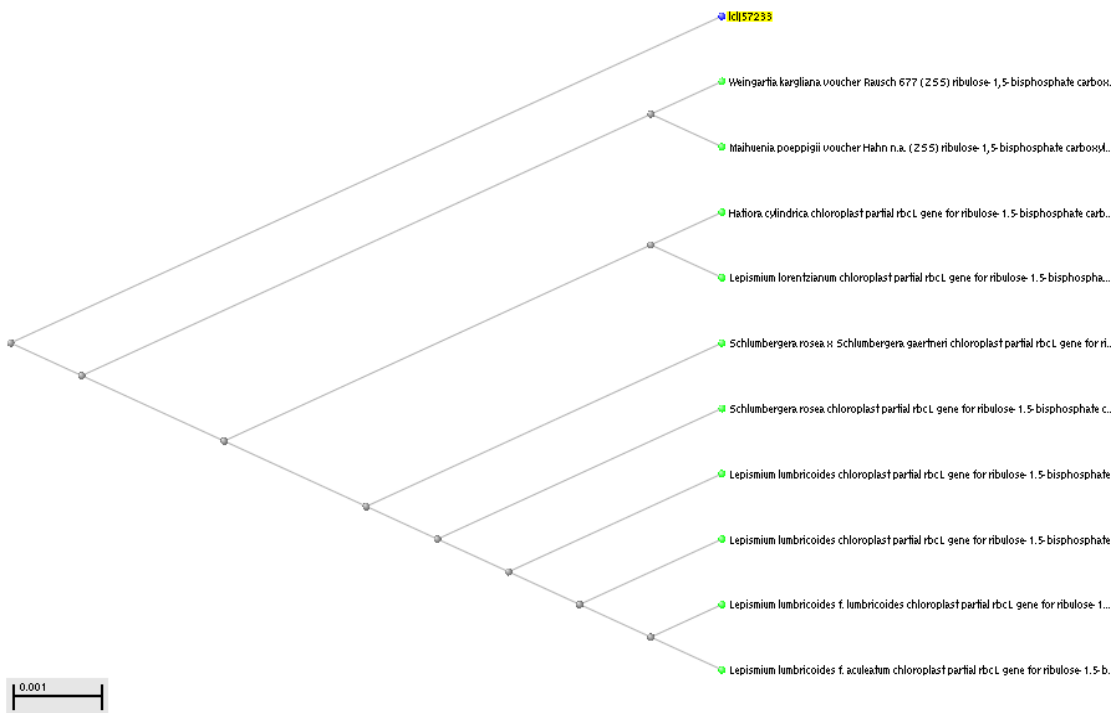 lcl|57233
Weingartia kargliana voucher Rausch 677 (ZSS) ribulose-1,5-bisphosphate carbox..
Maihuenia poeppigii voucher Hahn n.a. (ZSS) ribulose-1,5-bisphosphate carboxyl...
Hatiora cylindrica chloroplast partial rbcL gene for ribulose-1.5-bisphosphate carb...
Lepismium lorentzianum chloroplast partial rbcL gene for ribulose-1.5-bisphospha...
Schlumbergera rosea x Schlumbergera gaertneri chloroplast partial rbcL gene for ri...
Schlumbergera rosea chloroplast partial rbcL gene for ribulose-1.5-bisphosphate c...
Lepismium lumbricoides chloroplast partial rbcL gene for ribulose-1.5-bisphosphate
Lepismium lumbricoides chloroplast partial rbcL gene for ribulose-1.5-bisphosphate
Lepismium lumbricoides f. lumbricoides chloroplast partial rbcL gene for ribulose-1...
Lepismium lumbricoides f. aculeatum chloroplast partial rbcL gene for ribulose-1.5-b..
0.001